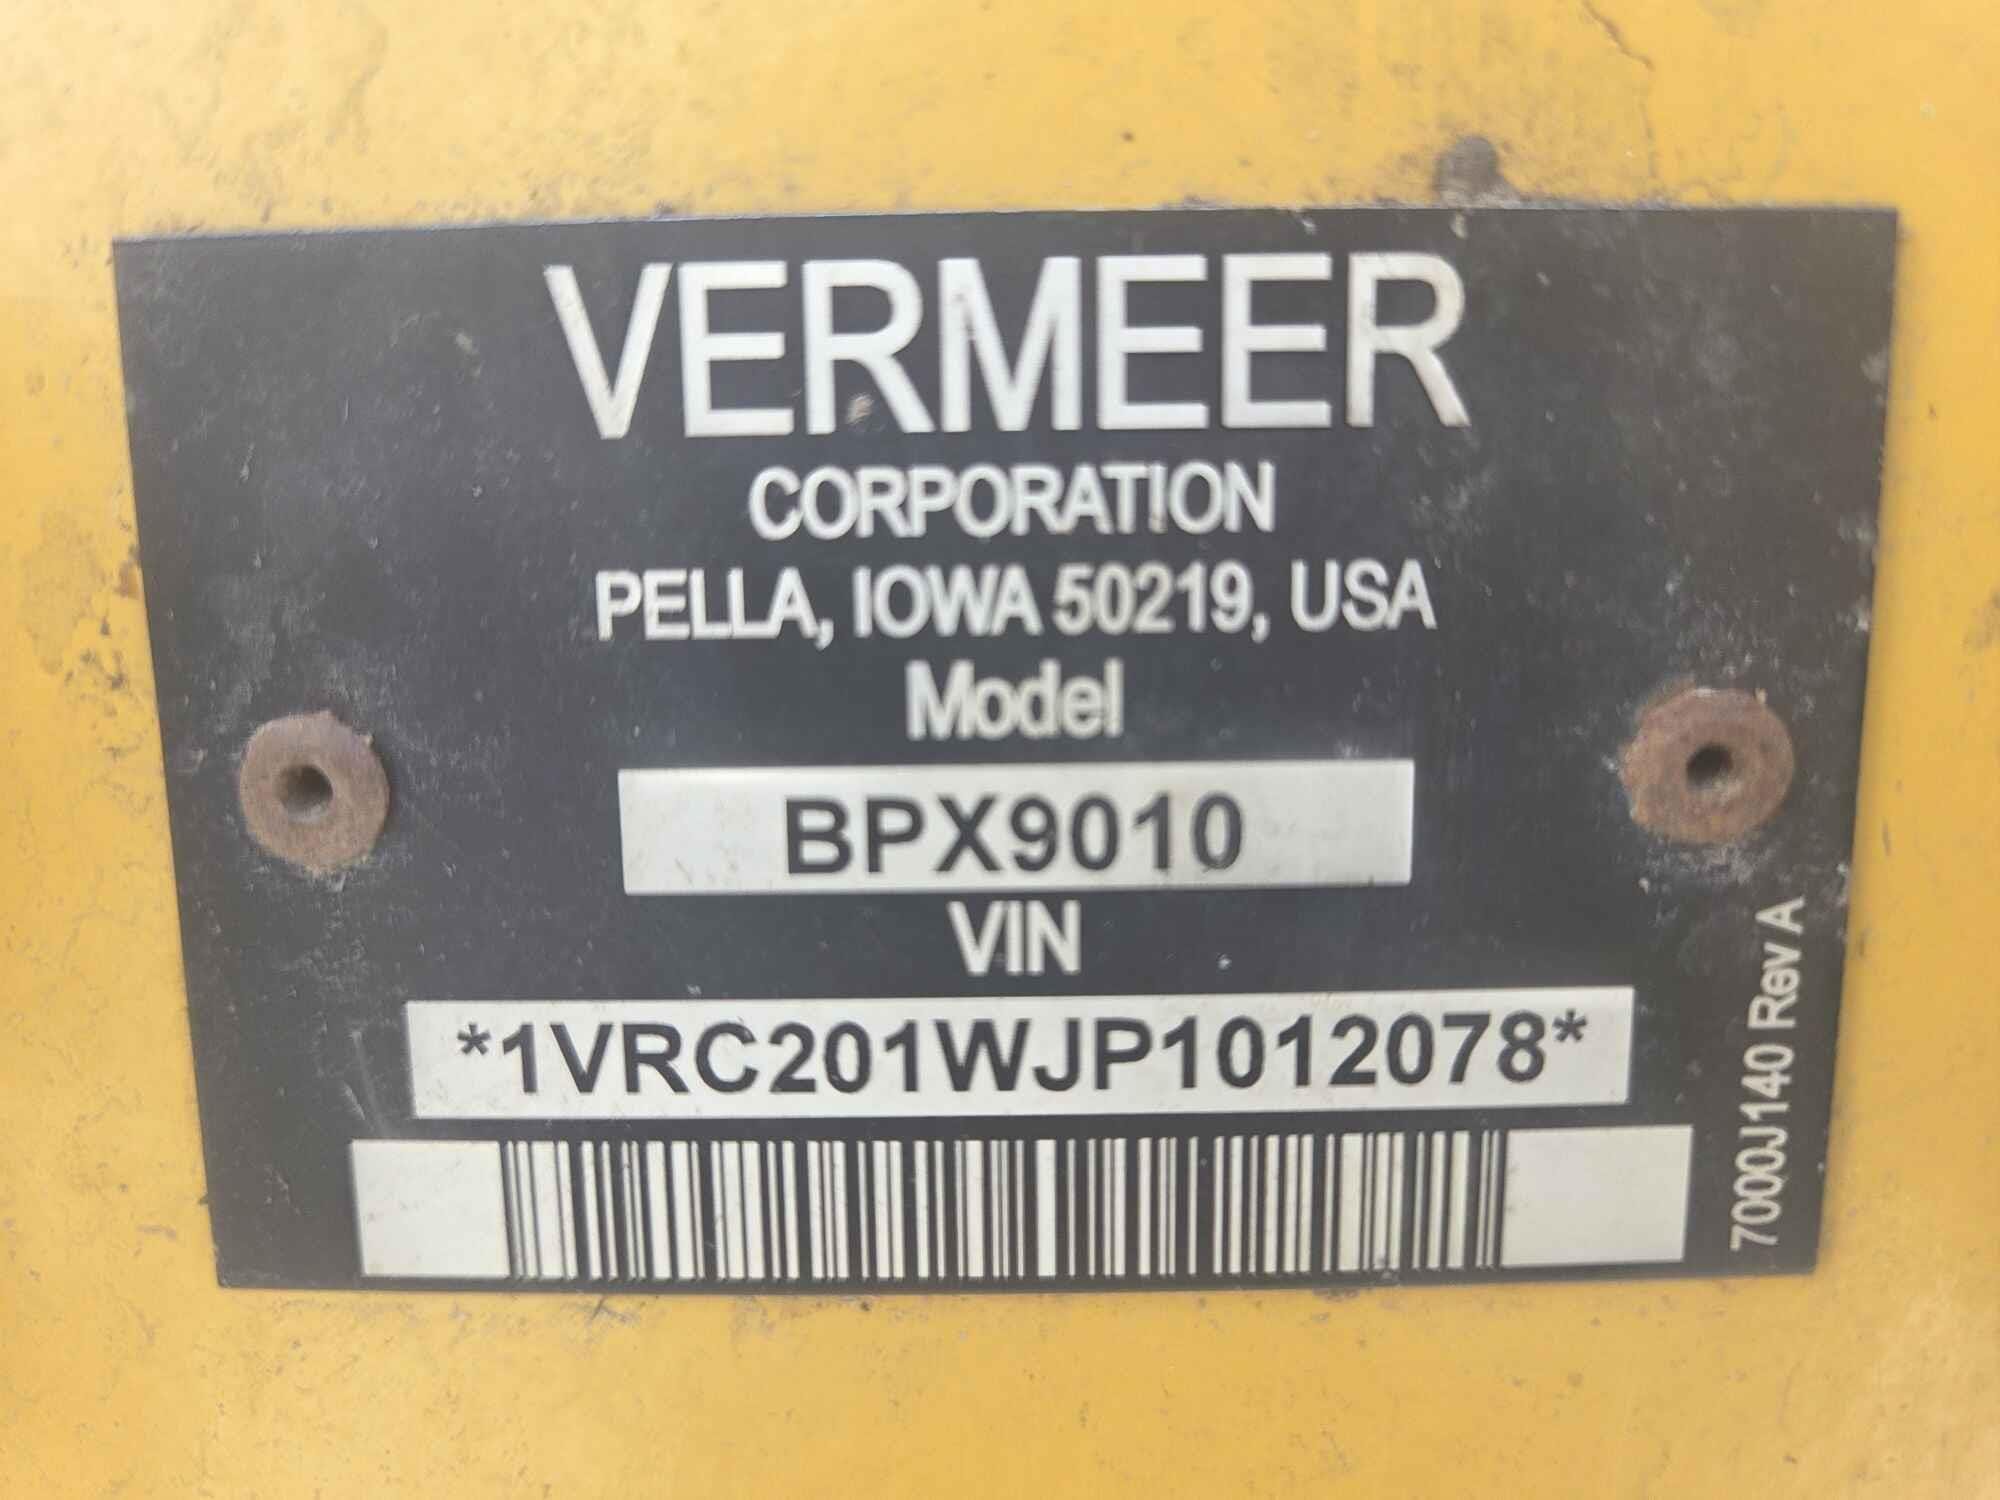 VERMEER
CORPORATION
PELLA, IOWA 50219, USA
Model
BPX9010
VIN
*1VRC201WJP1012078*
7000J140 Rev A